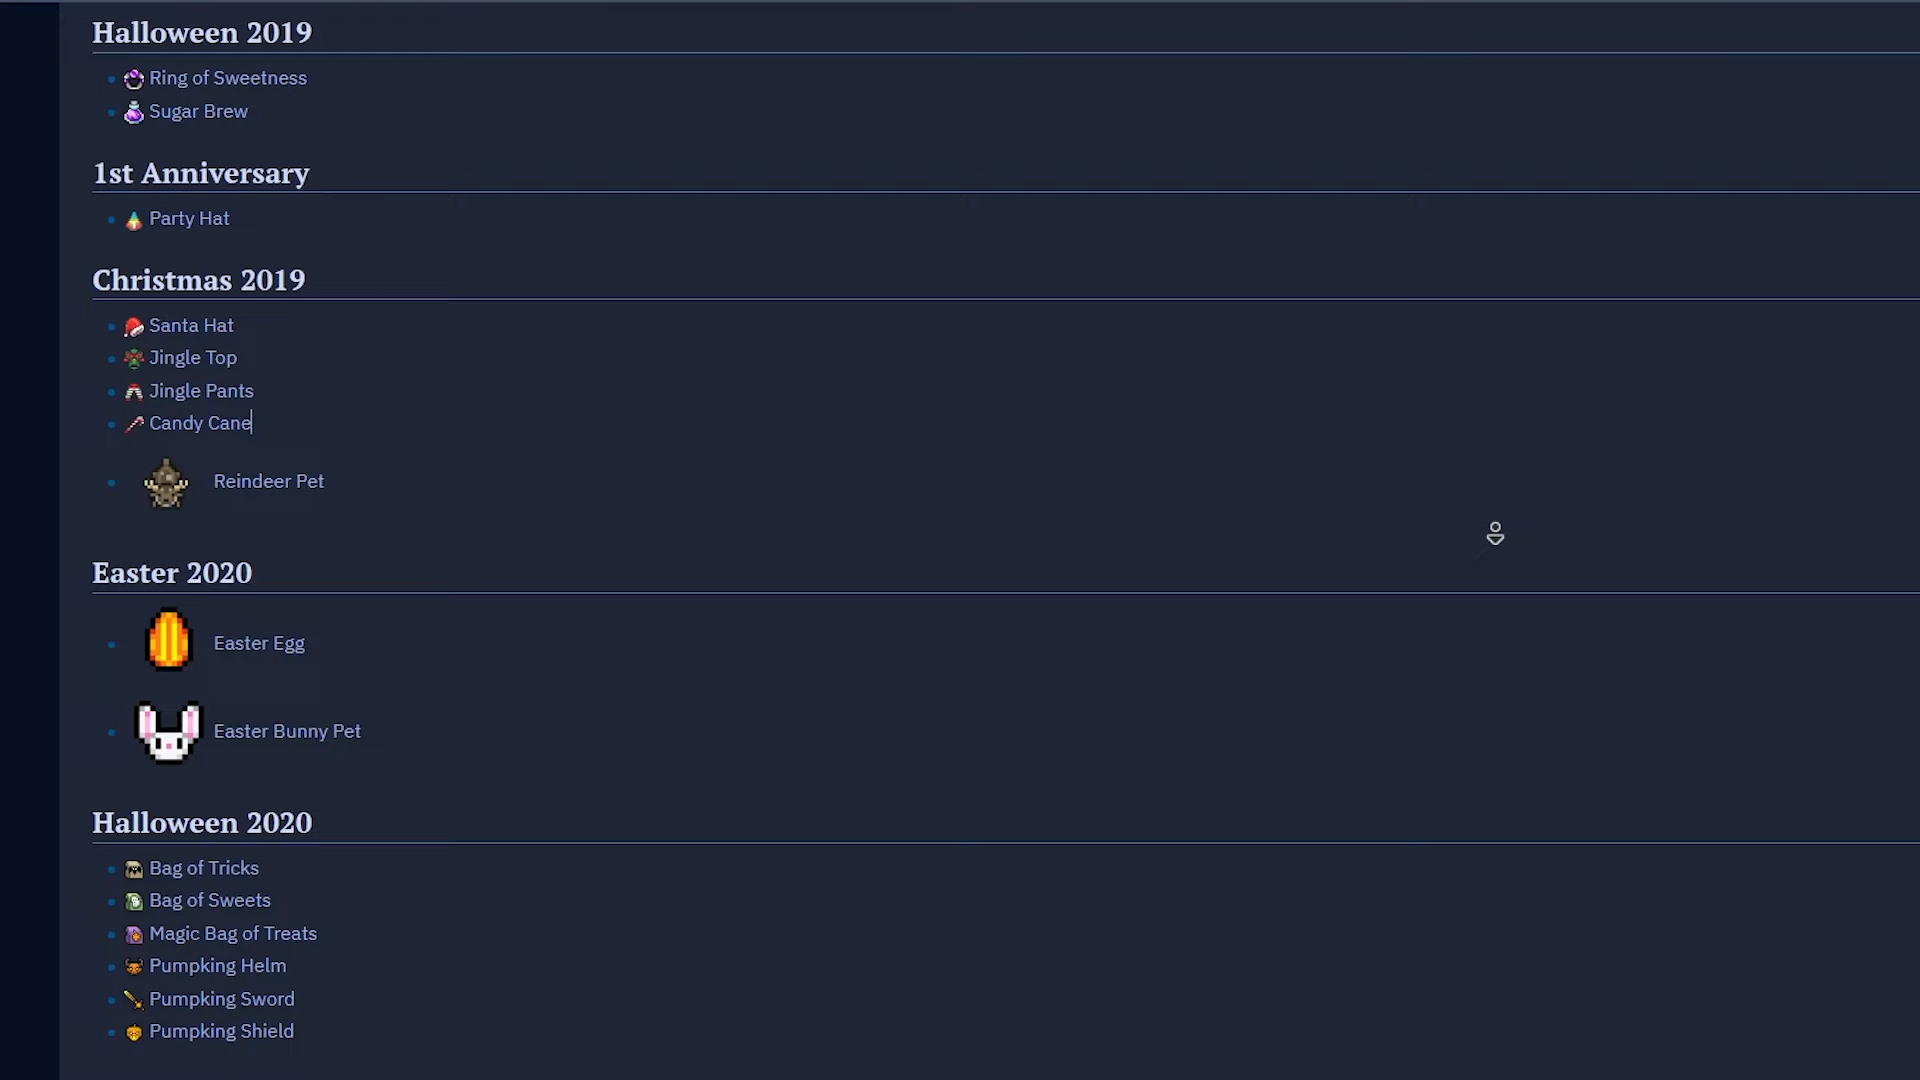 Halloween 2019
Ring of Sweetness
Sugar Brew
1st Anniversary
Party Hat
Christmas 2019
Santa Hat
Jingle Top
Jingle Pants
Candy Cane
Reindeer Pet
Easter 2020
Easter Egg
Easter Bunny Pet
Halloween 2020
Bag of Tricks
Bag of Sweets
Magic Bag of Treats
Pumpking Helm
Pumpking Sword
Pumpking Shield